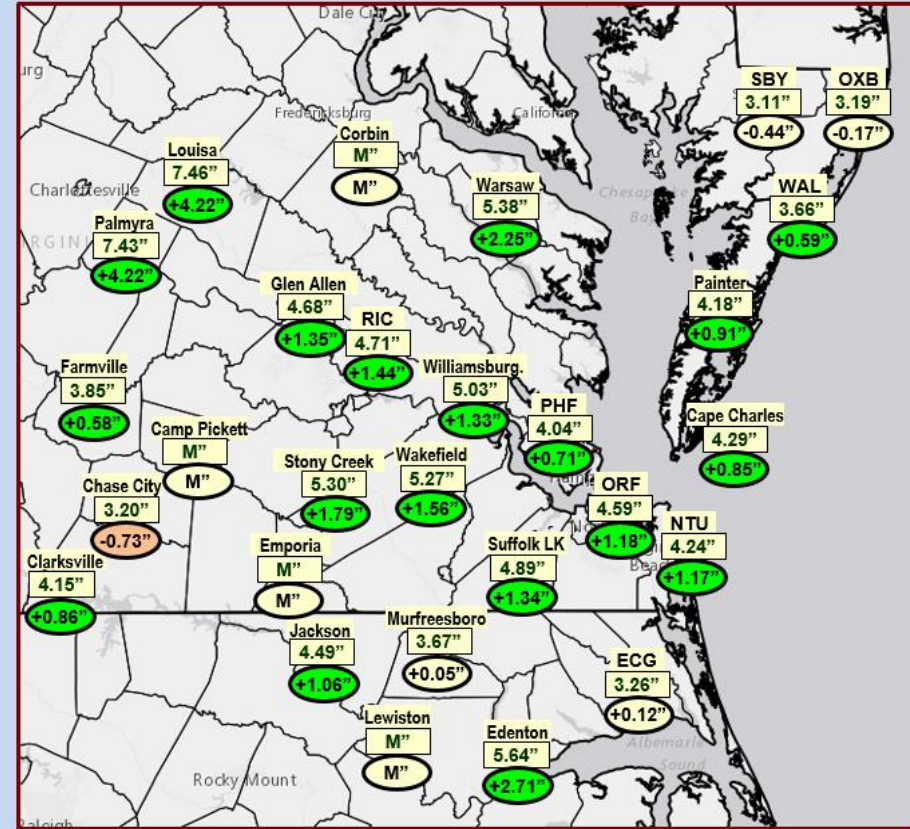 Dale Cit
urg
Fredericksburg
California
SBY
3.11”
-0.44”
OXB
3.19”
-0.17”
Corbin
M”
M”
Louisa
7.46”
+4.22”
Charlottesville
Warsaw
5.38”
+2.25”
Chesapeake
Bay
WAL
3.66”
+0.59”
Palmyra
7.43”
+4.22”
IRGINI
Glen Allen
4.68”
+1.35”
RIC
4.71”
+1.44”
Painter
4.18”
+0.91”
Farmville
3.85”
+0.58”
Williamsburg.
5.03”
+1.33”
PHF
4.04”
+0.71”
Cape Charles
4.29”
+0.85”
Camp Pickett
M”
M”
Stony Creek
5.30”
+1.79”
Wakefield
5.27”
+1.56”
Chase City
3.20”
-0.73”
ORF
4.59”
+1.18”
NTU
4.24”
+1.17”
Beac
Emporia
M”
M”
Suffolk LK
4.89”
+1.34”
Clarksville
4.15”
+0.86”
Jackson
4.49”
+1.06”
Murfreesboro
3.67”
+0.05”
ECG
3.26”
+0.12”
Lewiston
M”
M”
Edenton
5.64”
+2.71”
Albemarle
Sound
Rocky Mount
Raleigh